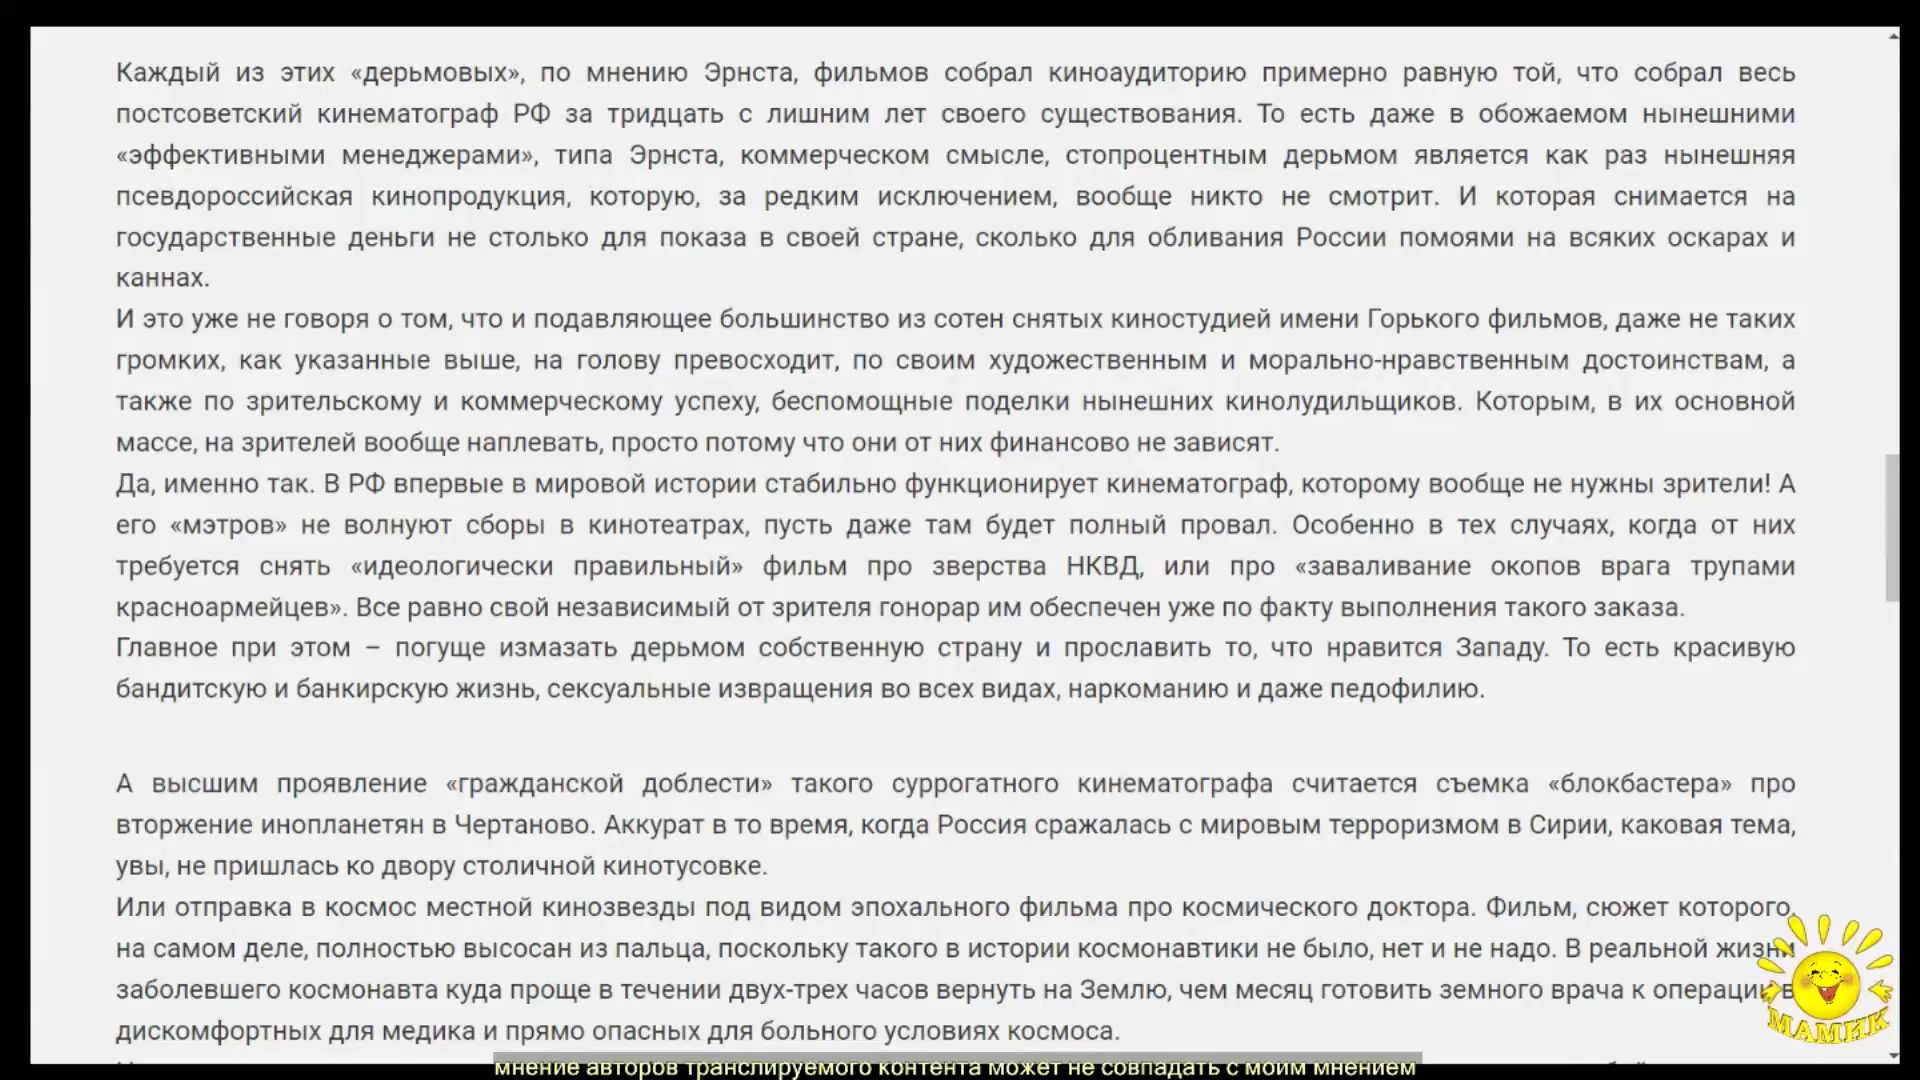 Каждый из этих «дерьмовых», по мнению Эрнста, фильмов собрал киноаудиторию примерно равную той, что собрал весь
постсоветский кинематограф РФ за тридцать с лишним лет своего существования. То есть даже в обожаемом нынешними
«эффективными менеджерами», типа Эрнста, коммерческом смысле, стопроцентным дерьмом является как раз нынешняя
псевдороссийская кинопродукция, которую, за редким исключением, вообще никто не смотрит. И которая снимается на
государственные деньги не столько для показа в своей стране, сколько для обливания России помоями на всяких оскарах и
каннах.
И это уже не говоря о том, что и подавляющее большинство из сотен снятых киностудией имени Горького фильмов, даже не таких
громких, как указанные выше, на голову превосходит, по своим художественным и морально-нравственным достоинствам, а
также по зрительскому и коммерческому успеху, беспомощные поделки нынешних кинолудильщиков. Которым, в их основной
массе, на зрителей вообще наплевать, просто потому что они от них финансово не зависят.
Да, именно так. В РФ впервые в мировой истории стабильно функционирует кинематограф, которому вообще не нужны зрители! А
его «мэтров» не волнуют сборы в кинотеатрах, пусть даже там будет полный провал. Особенно в тех случаях, когда от них
требуется снять «идеологически правильный» фильм про зверства НКВД, или про «заваливание окопов врага трупами
красноармейцев». Все равно свой независимый от зрителя гонорар им обеспечен уже по факту выполнения такого заказа.
Главное при этом – погуще измазать дерьмом собственную страну и прославить то, что нравится Западу. То есть красивую
бандитскую и банкирскую жизнь, сексуальные извращения во всех видах, наркоманию и даже педофилию.
А высшим проявление «гражданской доблести» такого суррогатного кинематографа считается съемка «блокбастера» про
вторжение инопланетян в Чертаново. Аккурат в то время, когда Россия сражалась с мировым терроризмом в Сирии, каковая тема,
увы, не пришлась ко двору столичной кинотусовке.
Или отправка в космос местной кинозвезды под видом эпохального фильма про космического доктора. Фильм, сюжет которого,
на самом деле, полностью высосан из пальца, поскольку такого в истории космонавтики не было, нет и не надо. В реальной жизни
заболевшего космонавта куда проще в течении двух-трех часов вернуть на Землю, чем месяц готовить земного врача к операции в
дискомфортных для медика и прямо опасных для больного условиях космоса.
МАМИК
мнение авторов транслируемого контента может не совпадать с моим мнением